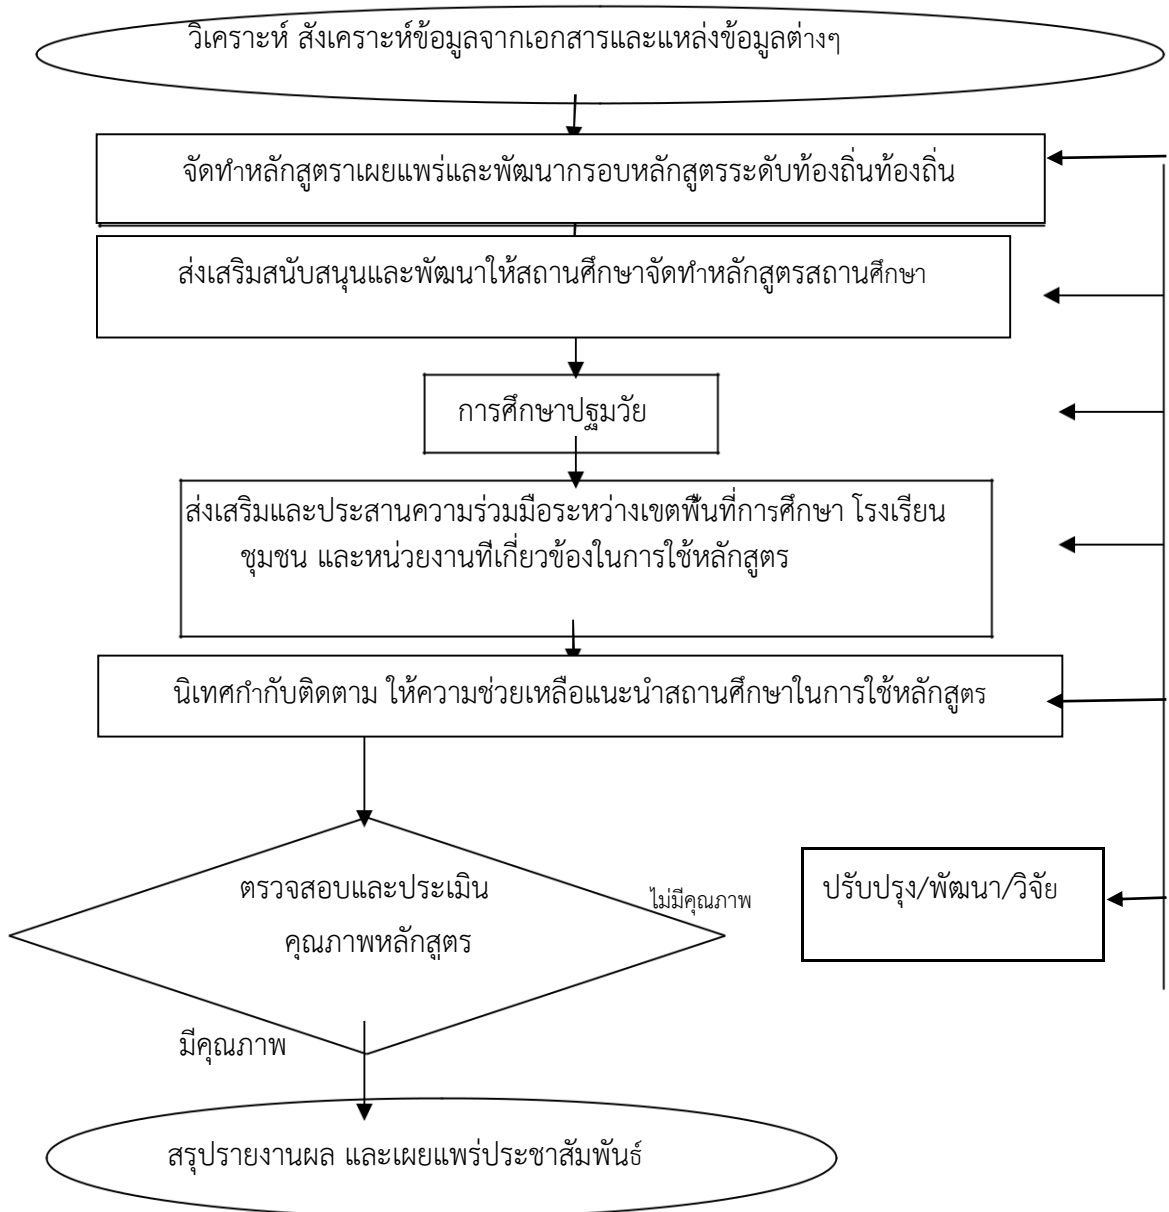 วิเคราะห์ สังเคราะห์ข้อมูลจากเอกสารและแหล่งข้อมูลต่างๆ
จัดทำหลักสูตราเผยแพร่และพัฒนากรอบหลักสูตรระดับท้องถิ่นท้องถิ่น
ส่งเสริมสนับสนุนและพัฒนาให้สถานศึกษาจัดทำหลักสูตรสถานศึกษา
การศึกษาปฐมวัย
ส่งเสริมและประสานความร่วมมือระหว่างเขตพื้นที่การศึกษา โรงเรียน
ชุมชน และหน่วยงานทีเกี่ยวข้องในการใช้หลักสูตร
นิเทศกำกับติดตาม ให้ความช่วยเหลือแนะนำสถานศึกษาในการใช้หลักสูตร
ตรวจสอบและประเมิน
คุณภาพหลักสูตร
ไม่มีคุณภาพ
ปรับปรุง/พัฒนา/วิจัย
มีคุณภาพ
สรุปรายงานผล และเผยแพร่ประชาสัมพันธ์